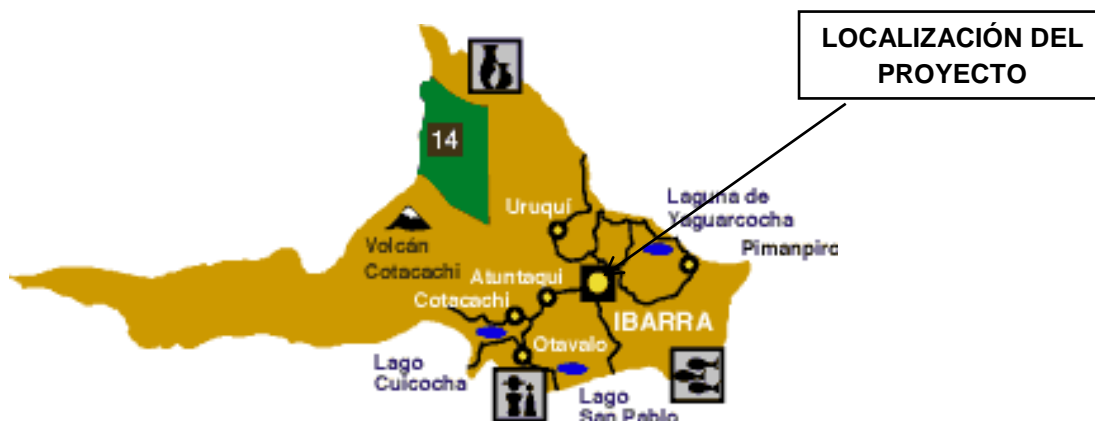 LOCALIZACIÓN DEL
PROYECTO
14
Uruquí
Laguna de
Yaguarcocha
Pimanpiro
Volcán
Cotacachi
Atuntaqui
Cotacachi
IBARRA
Otavalo
Lago
Cuicocha
Lago
San Pablo